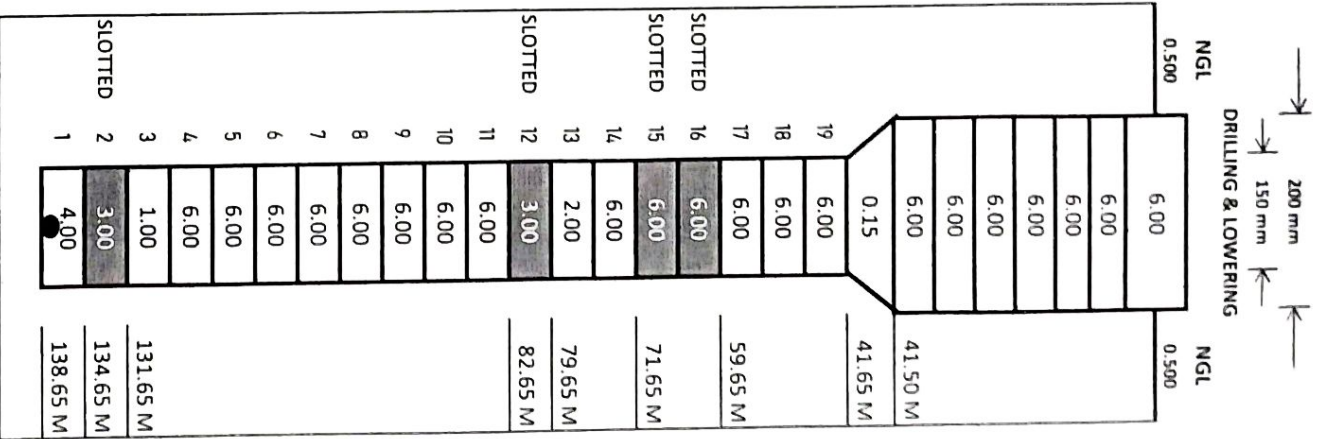 200 mm
150 mm
DRILLING & LOWERING
NGL NGL
0.500 0.500
6.00
6.00
6.00
6.00
6.00
6.00
6.00 41.50 M
0.15 41.65 M
19 6.00
18 6.00
17 6.00 59.65 M
SLOTTED 16 6.00
SLOTTED 15 6.00 71.65 M
14 6.00
13 2.00 79.65 M
SLOTTED 12 3.00 82.65 M
11 6.00
10 6.00
9 6.00
8 6.00
7 6.00
6 6.00
5 6.00
4 6.00
3 1.00 131.65 M
SLOTTED 2 3.00 134.65 M
1 4.00 138.65 M